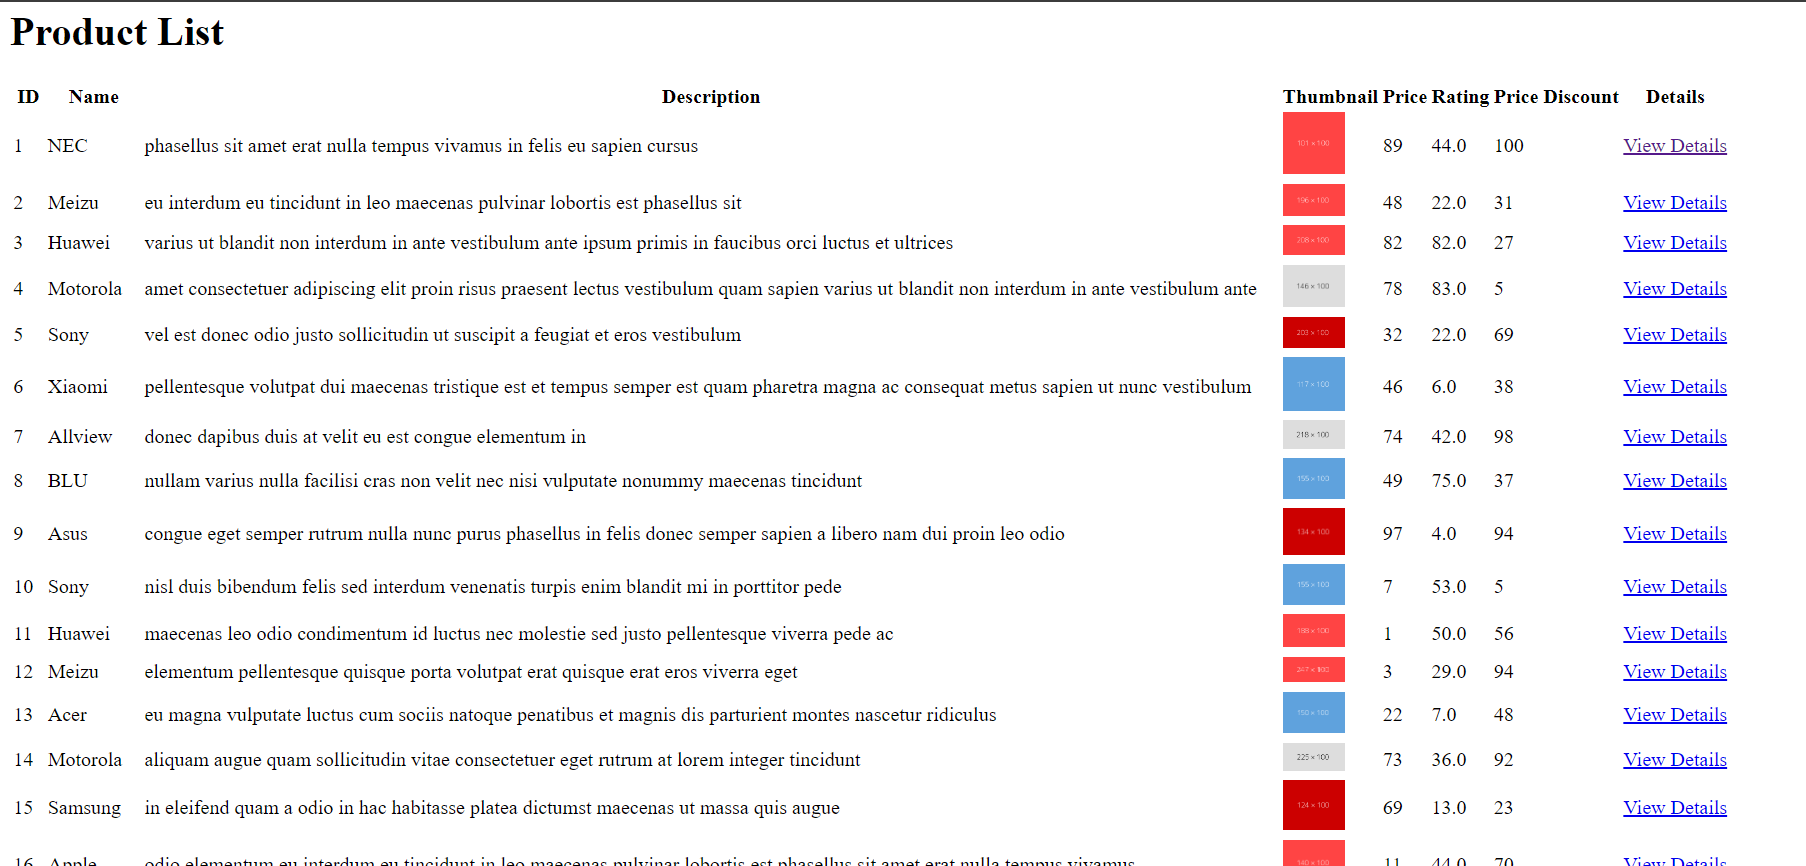 Product List
ID Name Description Thumbnail Price Rating Price Discount Details
1 NEC phasellus sit amet erat nulla tempus vivamus in felis eu sapien cursus 101 × 100 89 44.0 100 View Details
2 Meizu eu interdum eu tincidunt in leo maecenas pulvinar lobortis est phasellus sit 196 × 100 48 22.0 31 View Details
3 Huawei varius ut blandit non interdum in ante vestibulum ante ipsum primis in faucibus orci luctus et ultrices 208 × 100 82 82.0 27 View Details
4 Motorola amet consectetuer adipiscing elit proin risus praesent lectus vestibulum quam sapien varius ut blandit non interdum in ante vestibulum ante 146 × 100 78 83.0 5 View Details
5 Sony vel est donec odio justo sollicitudin ut suscipit a feugiat et eros vestibulum 203 × 100 32 22.0 69 View Details
6 Xiaomi pellentesque volutpat dui maecenas tristique est et tempus semper est quam pharetra magna ac consequat metus sapien ut nunc vestibulum 117 × 100 46 6.0 38 View Details
7 Allview donec dapibus duis at velit eu est congue elementum in 218 × 100 74 42.0 98 View Details
8 BLU nullam varius nulla facilisi cras non velit nec nisi vulputate nonummy maecenas tincidunt 155 × 100 49 75.0 37 View Details
9 Asus congue eget semper rutrum nulla nunc purus phasellus in felis donec semper sapien a libero nam dui proin leo odio 134 × 100 97 4.0 94 View Details
10 Sony nisl duis bibendum felis sed interdum venenatis turpis enim blandit mi in porttitor pede 155 × 100 7 53.0 5 View Details
11 Huawei maecenas leo odio condimentum id luctus nec molestie sed justo pellentesque viverra pede ac 188 × 100 1 50.0 56 View Details
12 Meizu elementum pellentesque quisque porta volutpat erat quisque erat eros viverra eget 247 × 100 3 29.0 94 View Details
13 Acer eu magna vulputate luctus cum sociis natoque penatibus et magnis dis parturient montes nascetur ridiculus 150 × 100 22 7.0 48 View Details
14 Motorola aliquam augue quam sollicitudin vitae consectetuer eget rutrum at lorem integer tincidunt 225 × 100 73 36.0 92 View Details
15 Samsung in eleifend quam a odio in hac habitasse platea dictumst maecenas ut massa quis augue 124 × 100 69 13.0 23 View Details
16 Apple odio elementum eu interdum eu tincidunt in leo maecenas pulvinar lobortis est phasellus sit amet erat nulla tempus vivamus 140 × 100 11 44.0 70 View Details